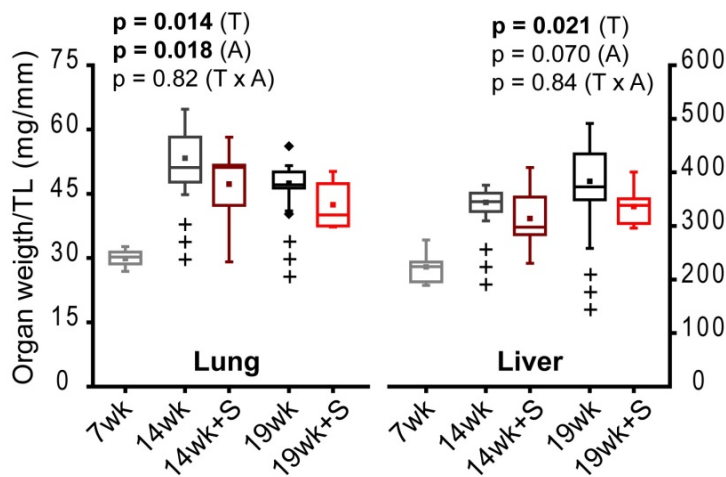 p = 0.014 (T)
p = 0.018 (A)
p = 0.82 (T x A)
p = 0.021 (T)
p = 0.070 (A)
p = 0.84 (T x A)
Organ weigth/TL (mg/mm)
75
60
45
30
15
0
600
500
400
300
200
100
0
+
+
+
+
+
+
+
+
+
+
+
+
Lung
Liver
7wk
14wk
14wk+S
19wk
19wk+S
7wk
14wk
14wk+S
19wk
19wk+S